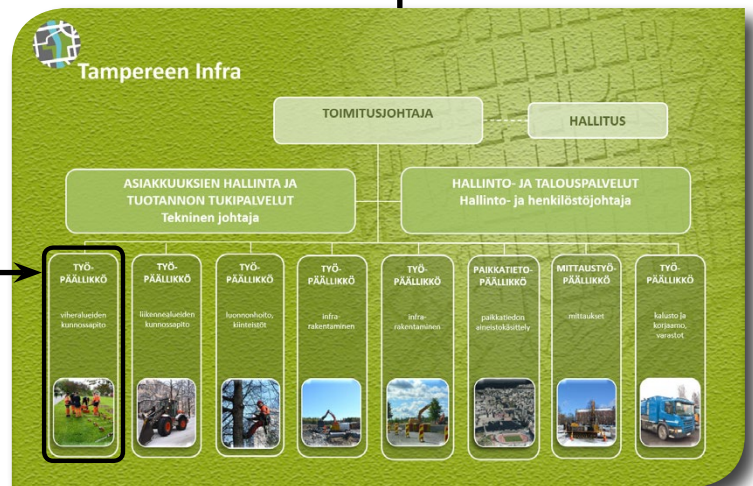 Tampereen Infra
TOIMITUSJOHTAJA
HALLITUS
ASIAKKUUKSIEN HALLINTA JA
TUOTANNON TUKIPALVELUT
Tekninen johtaja
HALLINTO- JA TALOUSPALVELUT
Hallinto- ja henkilöstöjohtaja
TYÖ-
PÄÄLLIKKÖ
viheralueiden
kunnossapito
TYÖ-
PÄÄLLIKKÖ
liikennealueiden
kunnossapito
TYÖ-
PÄÄLLIKKÖ
luonnonhoito,
kiinteistöt
TYÖ-
PÄÄLLIKKÖ
infra-
rakentaminen
TYÖ-
PÄÄLLIKKÖ
infra-
rakentaminen
PAIKKATIETO-
PÄÄLLIKKÖ
paikkatiedon
aineistokäsittely
MITTAUSTYÖ-
PÄÄLLIKKÖ
mittaukset
TYÖ-
PÄÄLLIKKÖ
kalusto ja
korjaamo,
varastot